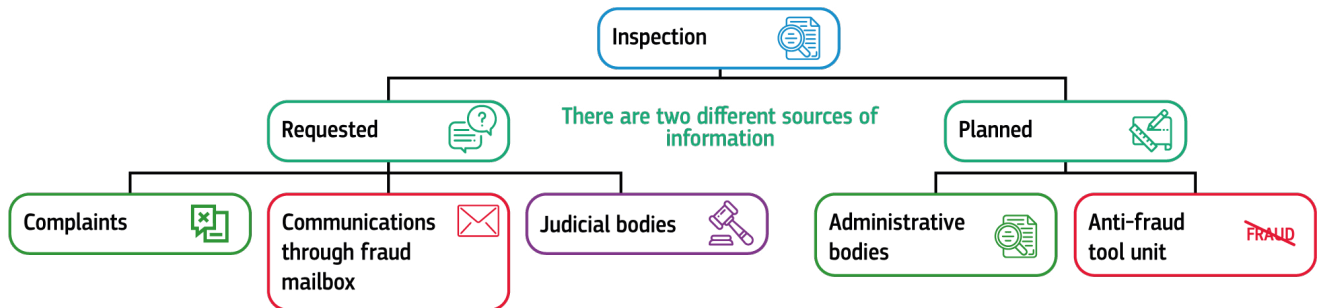 Inspection
Requested
There are two different sources of
information
Planned
Complaints
Communications
through fraud
mailbox
Judicial bodies
Administrative
bodies
Anti-fraud
tool unit
FRAUD